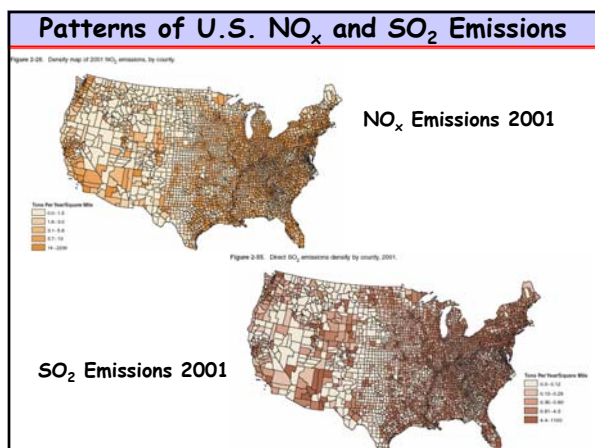 Patterns of U.S. NOx and SO2 Emissions
Figure 2-28. Density map of 2001 NO2 emissions, by county.
NOx Emissions 2001
Tons Per Year/Square Mile
Figure 2-55. Direct SO2 emissions density by county, 2001.
SO2 Emissions 2001
Tons Per Year/Square Mile